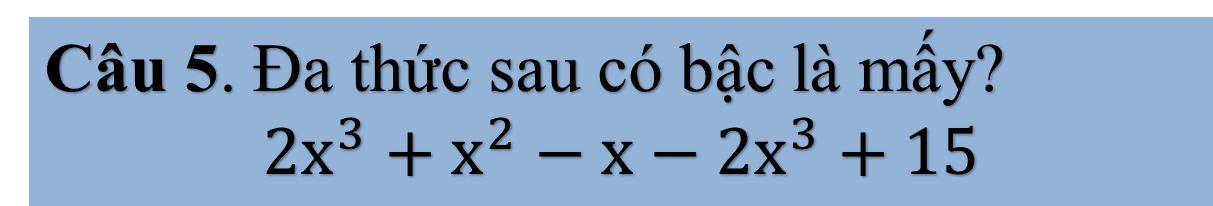 Câu 5. Đa thức sau có bậc là mấy?
2x³ + x² − x − 2x³ + 15